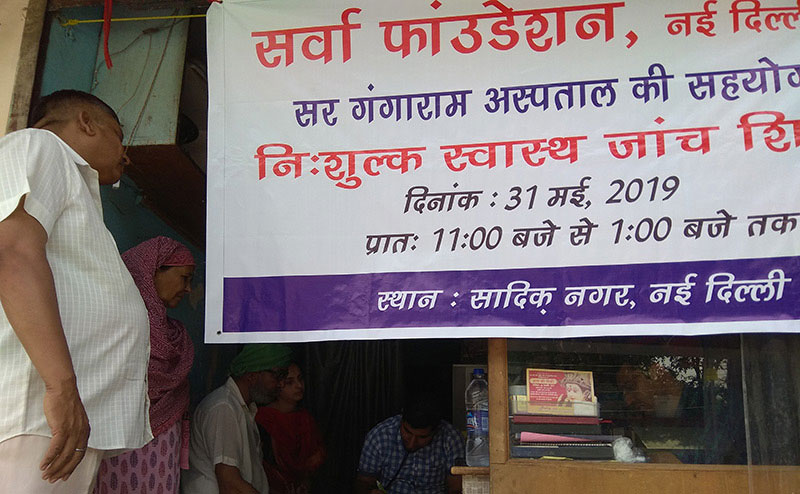 सर्वा फांउडेशन, नई दिल्ली
सर गंगाराम अस्पताल की सहयोग
निःशुल्क स्वास्थ जांच शि
दिनांक : 31 मई, 2019
प्रातः 11:00 बजे से 1:00 बजे तक
स्थान : सादिक़ नगर, नई दिल्ली